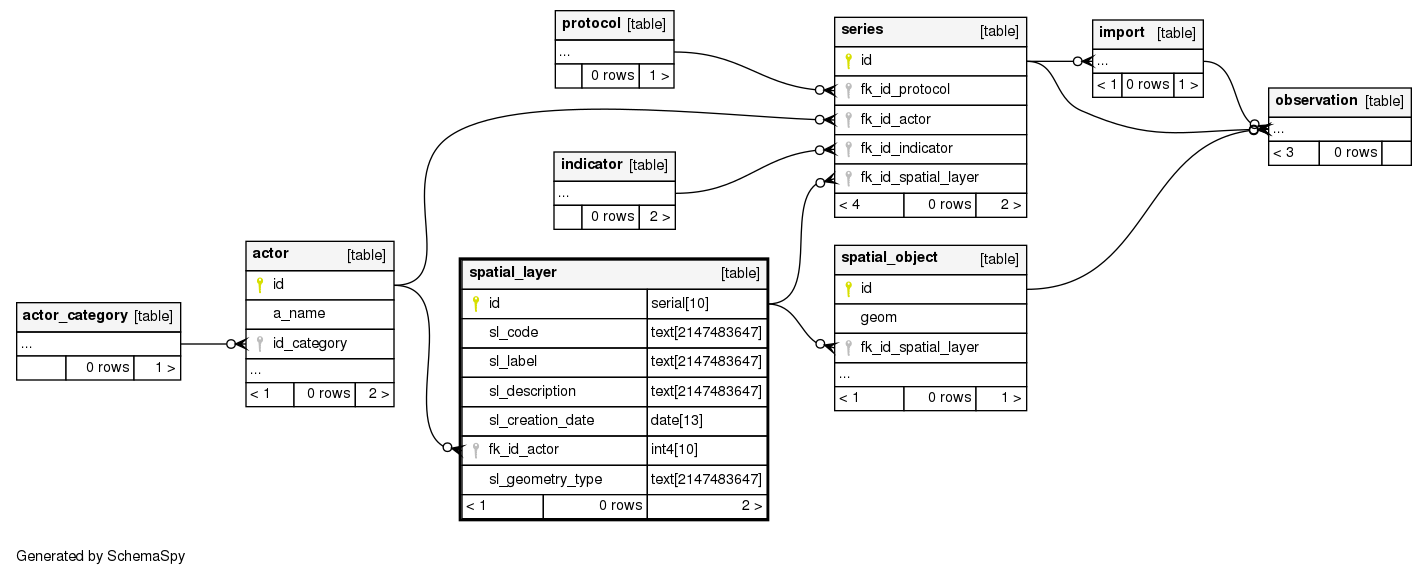 protocol [table]
...
0 rows 1 >
series [table]
id
fk_id_protocol
fk_id_actor
fk_id_indicator
fk_id_spatial_layer
< 4 0 rows 2 >
import [table]
...
< 1 0 rows 1 >
observation [table]
...
< 3 0 rows
indicator [table]
...
0 rows 2 >
actor [table]
id
a_name
id_category
...
< 1 0 rows 2 >
actor_category [table]
...
0 rows 1 >
spatial_layer [table]
id serial[10]
sl_code text[2147483647]
sl_label text[2147483647]
sl_description text[2147483647]
sl_creation_date date[13]
fk_id_actor int4[10]
sl_geometry_type text[2147483647]
< 1 0 rows 2 >
spatial_object [table]
id
geom
fk_id_spatial_layer
...
< 1 0 rows 1 >
Generated by SchemaSpy